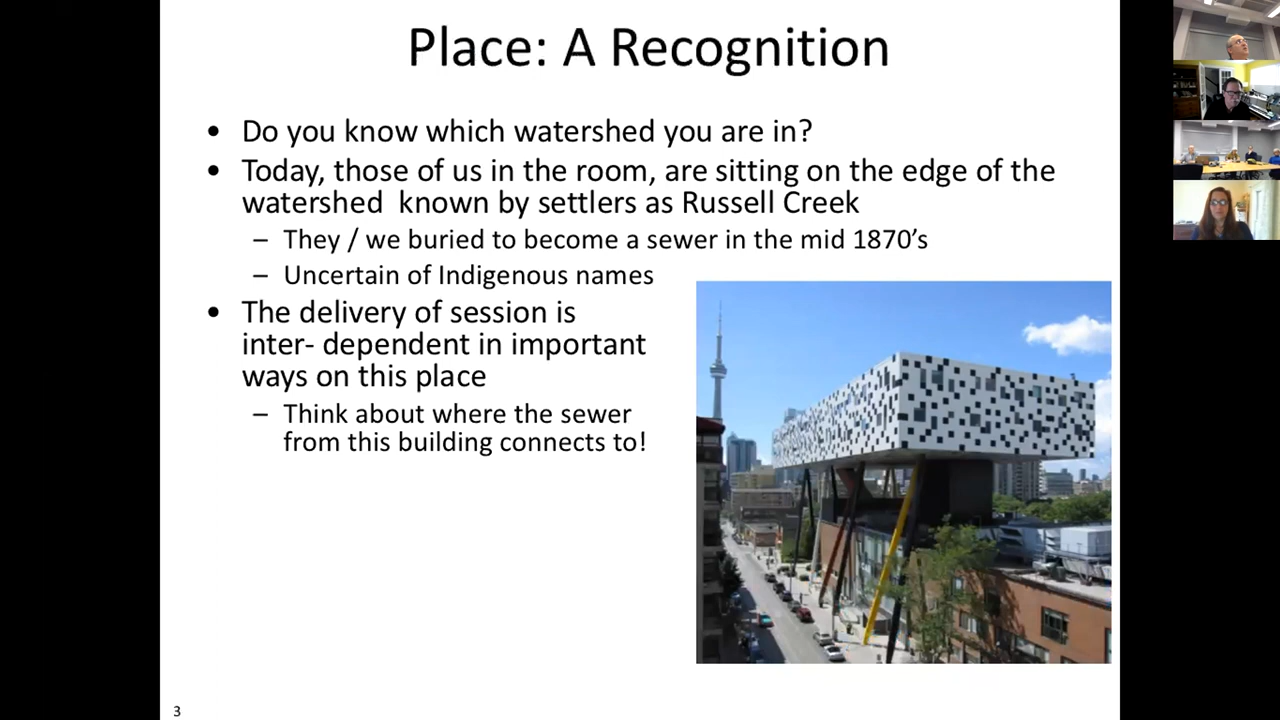 Place: A Recognition
• Do you know which watershed you are in?
• Today, those of us in the room, are sitting on the edge of the
watershed  known by settlers as Russell Creek
– They / we buried to become a sewer in the mid 1870’s
– Uncertain of Indigenous names
• The delivery of session is
inter- dependent in important
ways on this place
– Think about where the sewer
from this building connects to!
3